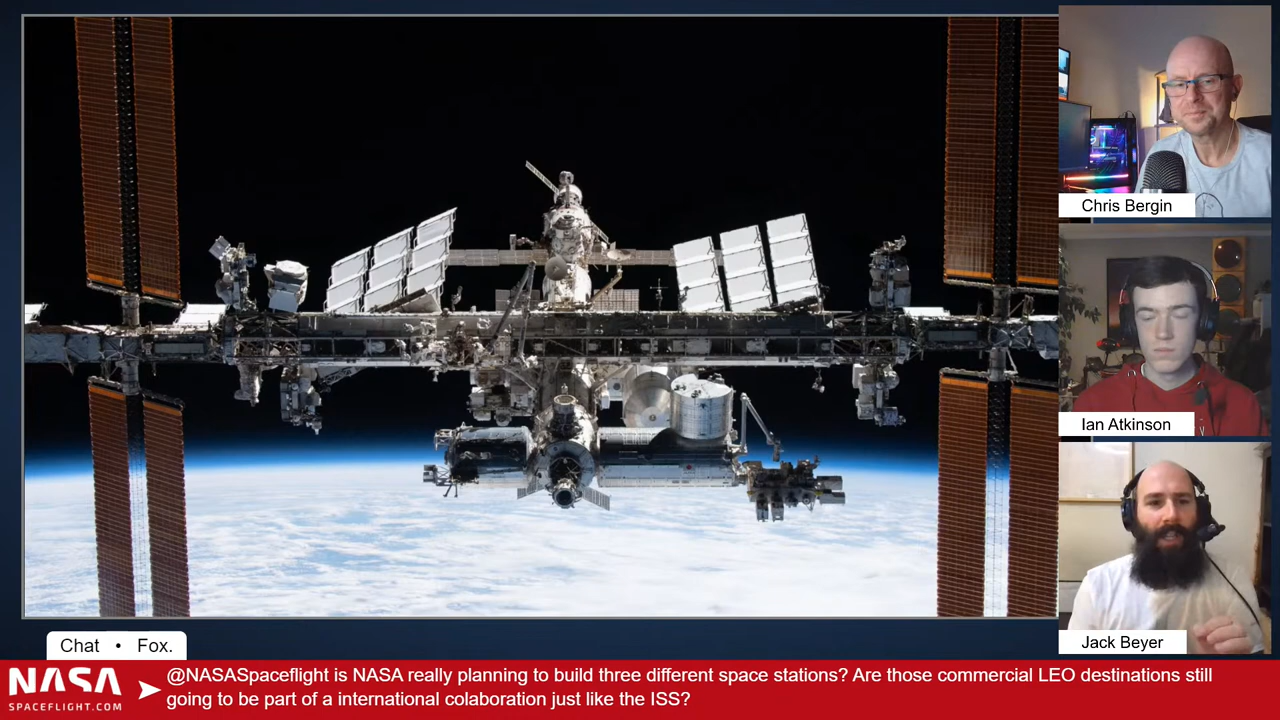 Chris Bergin
Ian Atkinson
Jack Beyer
Chat • Fox.
NASA
SPACEFLIGHT.COM
@NASASpaceflight is NASA really planning to build three different space stations? Are those commercial LEO destinations still
going to be part of a international colaboration just like the ISS?